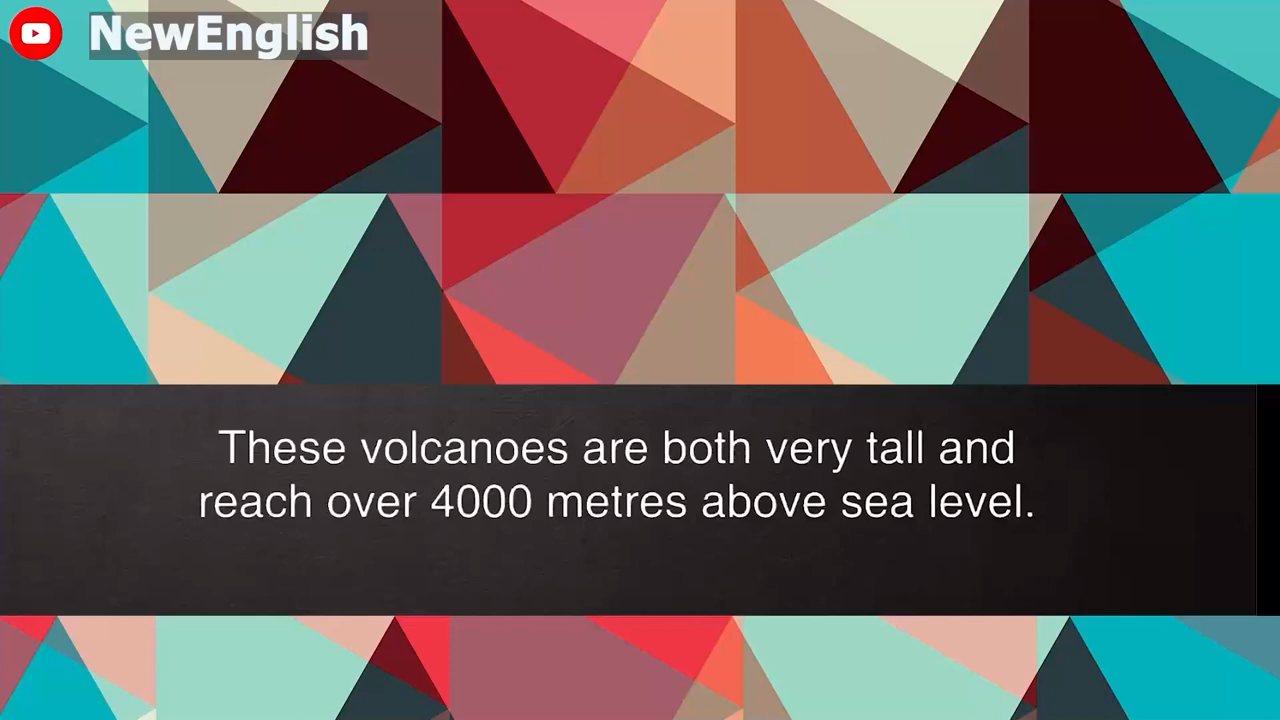 NewEnglish
These volcanoes are both very tall and
reach over 4000 metres above sea level.